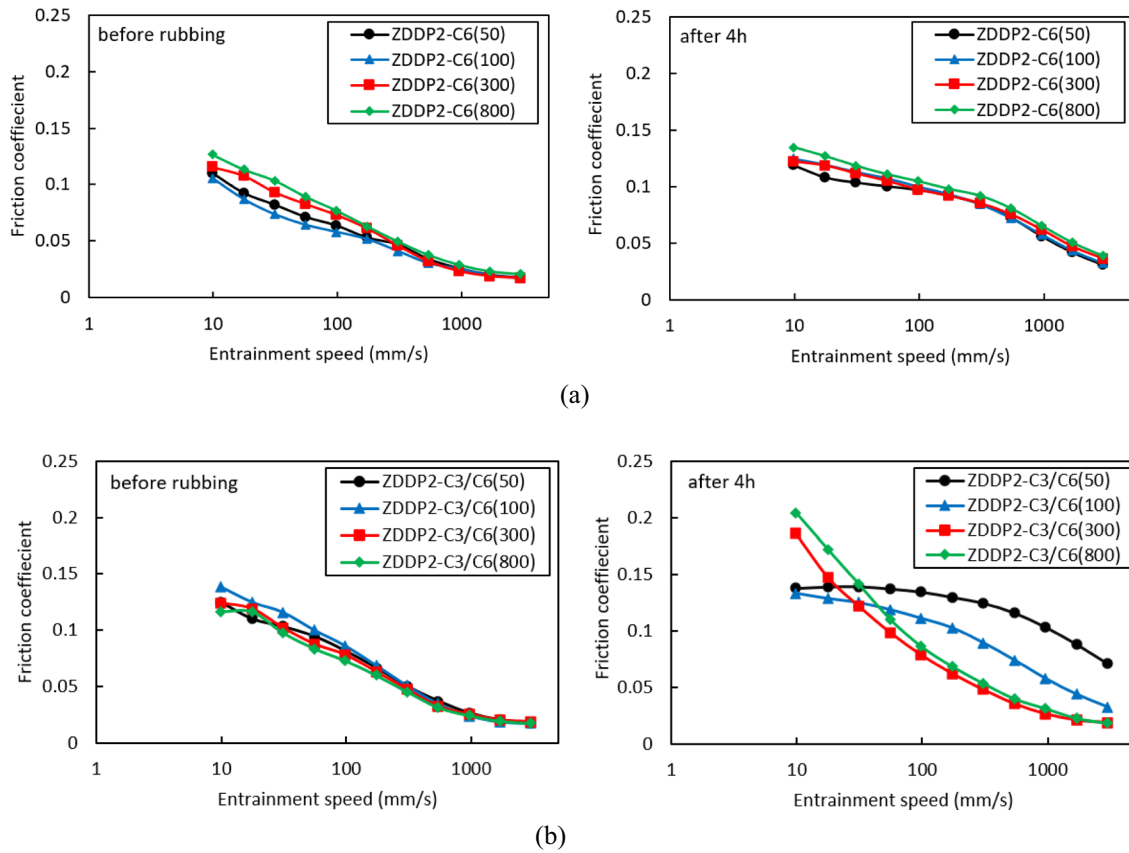 before rubbing
ZDDP2-C6(50)
ZDDP2-C6(100)
ZDDP2-C6(300)
ZDDP2-C6(800)
Friction coeffiecient
0.25
0.2
0.15
0.1
0.05
0
1 10 100 1000
Entrainment speed (mm/s)
after 4h
ZDDP2-C6(50)
ZDDP2-C6(100)
ZDDP2-C6(300)
ZDDP2-C6(800)
Friction coeffiecient
0.25
0.2
0.15
0.1
0.05
0
1 10 100 1000
Entrainment speed (mm/s)
(a)
before rubbing
ZDDP2-C3/C6(50)
ZDDP2-C3/C6(100)
ZDDP2-C3/C6(300)
ZDDP2-C3/C6(800)
Friction coeffiecient
0.25
0.2
0.15
0.1
0.05
0
1 10 100 1000
Entrainment speed (mm/s)
after 4h
ZDDP2-C3/C6(50)
ZDDP2-C3/C6(100)
ZDDP2-C3/C6(300)
ZDDP2-C3/C6(800)
Friction coeffiecient
0.25
0.2
0.15
0.1
0.05
0
1 10 100 1000
Entrainment speed (mm/s)
(b)